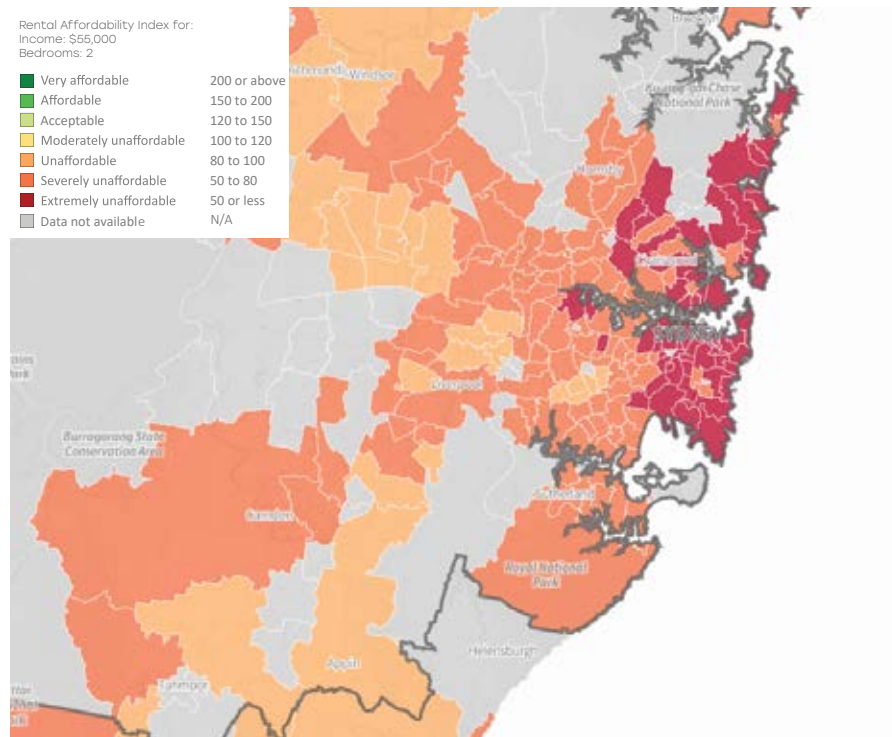 Rental Affordability Index for:
Income: $55,000
Bedrooms: 2
Very affordable 200 or above
Affordable 150 to 200
Acceptable 120 to 150
Moderately unaffordable 100 to 120
Unaffordable 80 to 100
Severely unaffordable 50 to 80
Extremely unaffordable 50 or less
Data not available N/A
Windsor
National Park
Hornsby
SYDNEY
Liverpool
Burragorang State
Conservation Area
Camden
Sutherland
Royal National
Park
Helensburgh
Appin